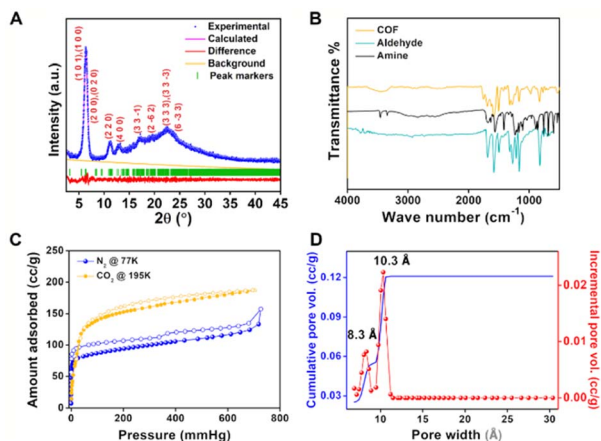 A
Experimental
Calculated
Difference
Background
Peak markers
(1 0 1),(1 0 0)
(2 0 0),(0 2 0)
(2 2 0)
(4 0 0)
(3 3 -1)
(2 -6 2)
(3 3 3),(3 3 -3)
(6 -3 3)
Intensity (a.u.)
5 10 15 20 25 30 35 40 45
2θ (°)
B
COF
Aldehyde
Amine
Transmittance %
4000 3000 2000 1000
Wave number (cm⁻¹)
C
N₂ @ 77K
CO₂ @ 195K
Amount adsorbed (cc/g)
300
250
200
150
100
50
0
0 200 400 600 800
Pressure (mmHg)
D
10.3 Å
8.3 Å
Cumulative pore vol. (cc/g)
0.12
0.09
0.06
0.03
Incremental pore vol. (cc/g)
0.02
0.01
0.00
10 15 20 25 30
Pore width (Å)